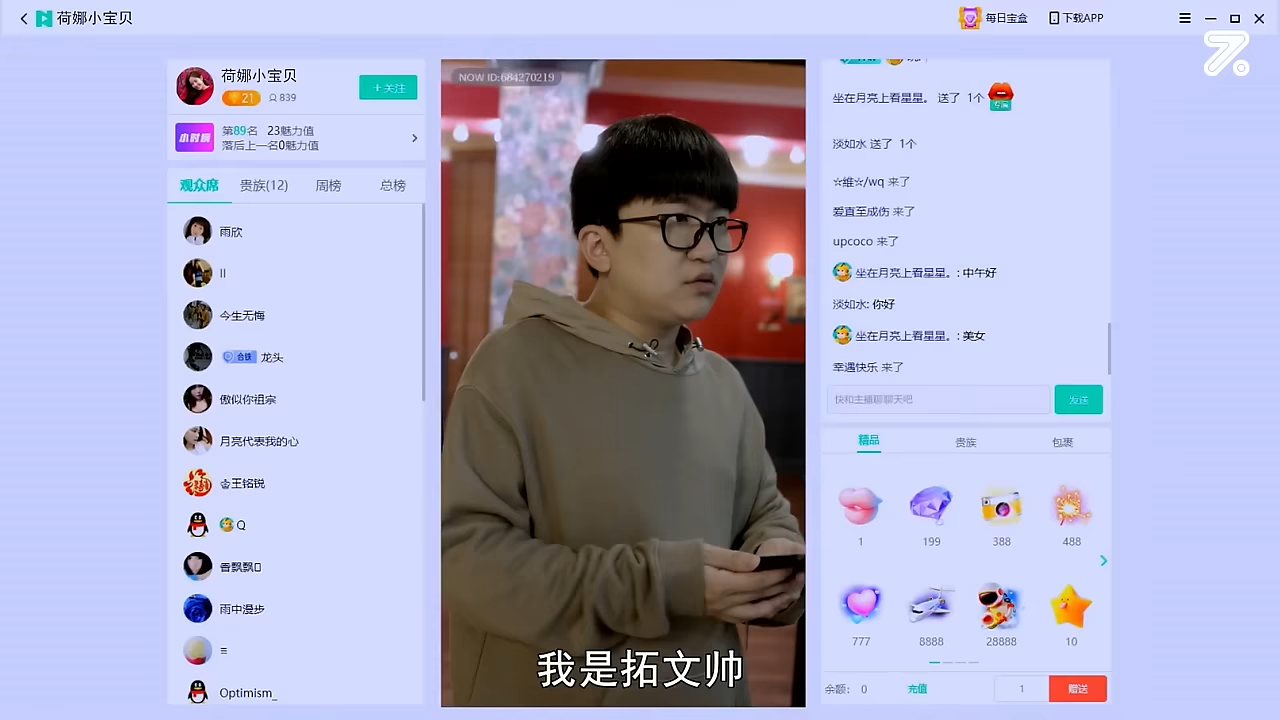 荷娜小宝贝
每日宝盒
下载APP
荷娜小宝贝
21
839
+关注
本时榜
第89名 23魅力值
落后上一名0魅力值
观众席 贵族(12) 周榜 总榜
雨欣
ll
今生无悔
龙头
傲似你祖宗
月亮代表我的心
王铭锐
Q
香飘飘
雨中漫步
=
Optimism_
NOW ID:684270219
我是拓文帅
坐在月亮上看星星。 送了 1个
专属
淡如水 送了 1个
☆维☆/wq 来了
爱直至成伤 来了
upcoco 来了
坐在月亮上看星星。: 中午好
淡如水: 你好
坐在月亮上看星星。: 美女
幸遇快乐 来了
快和主播聊聊天吧
发送
精品 贵族 包裹
1 199 388 488
777 8888 28888 10
余额: 0 充值 1 赠送